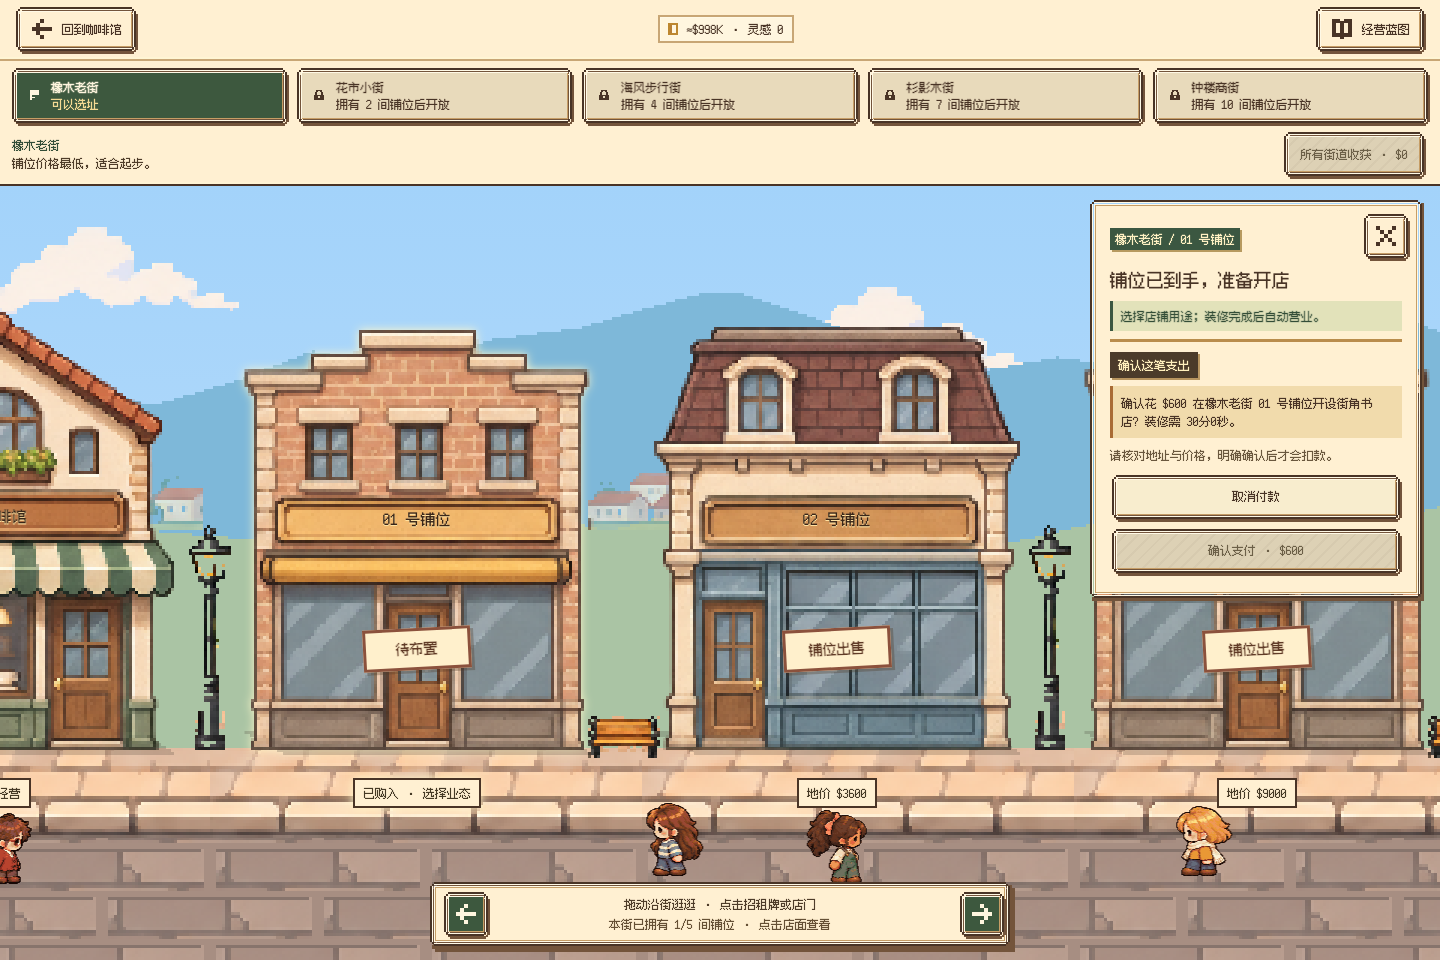 回到咖啡馆
≈$998K · 灵感 0
经营蓝图
橡木老街
可以选址
花市小街
拥有 2 间铺位后开放
海风步行街
拥有 4 间铺位后开放
杉影木街
拥有 7 间铺位后开放
钟楼商街
拥有 10 间铺位后开放
橡木老街
铺位价格最低，适合起步。
所有街道收获 · $0
橡木老街 / 01 号铺位
铺位已到手，准备开店
选择店铺用途；装修完成后自动营业。
确认这笔支出
确认花 $600 在橡木老街 01 号铺位开设街角书
店？装修需 30分0秒。
请核对地址与价格，明确确认后才会扣款。
取消付款
确认支付 · $600
啡馆
01 号铺位
02 号铺位
待布置
铺位出售
铺位出售
经营
已购入 · 选择业态
地价 $3600
地价 $9000
拖动沿街逛逛 · 点击招租牌或店门
本街已拥有 1/5 间铺位 · 点击店面查看